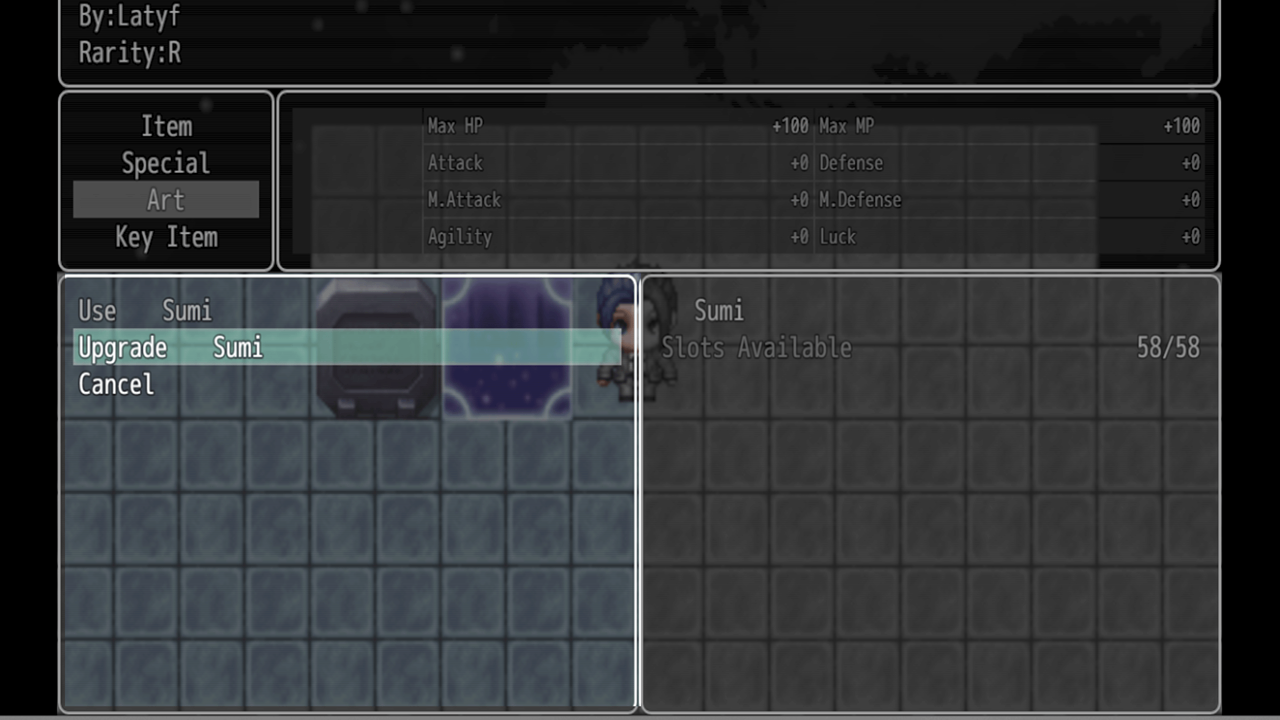 By:Latyf
Rarity:R
Item
Special
Art
Key Item
Max HP +100 Max MP +100
Attack +0 Defense +0
M.Attack +0 M.Defense +0
Agility +0 Luck +0
Use Sumi
Upgrade Sumi
Cancel
Sumi
Slots Available 58/58